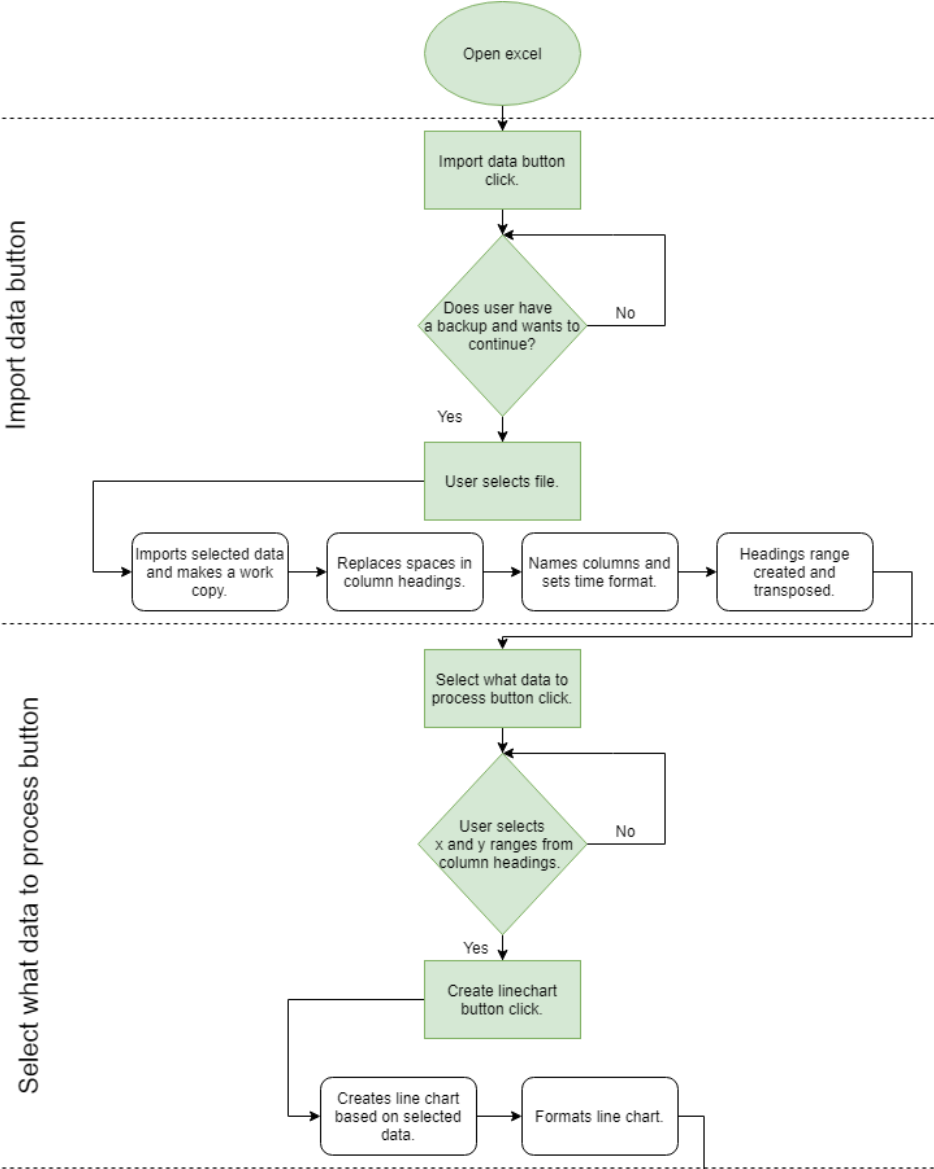 Open excel
Import data button
Import data button
click.
Does user have
a backup and wants to
continue?
No
Yes
User selects file.
Imports selected data
and makes a work
copy.
Replaces spaces in
column headings.
Names columns and
sets time format.
Headings range
created and
transposed.
Select what data to process button
Select what data to
process button click.
User selects
x and y ranges from
column headings.
No
Yes
Create linechart
button click.
Creates line chart
based on selected
data.
Formats line chart.